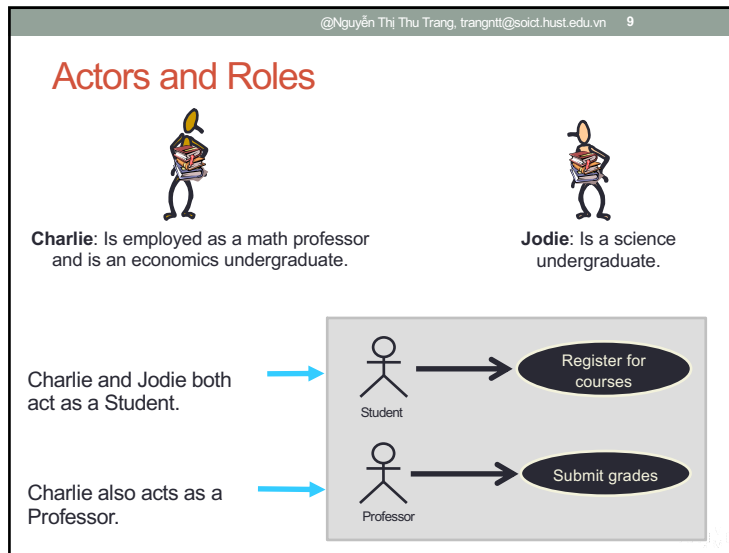 @Nguyễn Thị Thu Trang, trangntt@soict.hust.edu.vn 9
Actors and Roles
Charlie: Is employed as a math professor
and is an economics undergraduate.
Jodie: Is a science
undergraduate.
Charlie and Jodie both
act as a Student.
Student
Register for
courses
Charlie also acts as a
Professor.
Professor
Submit grades